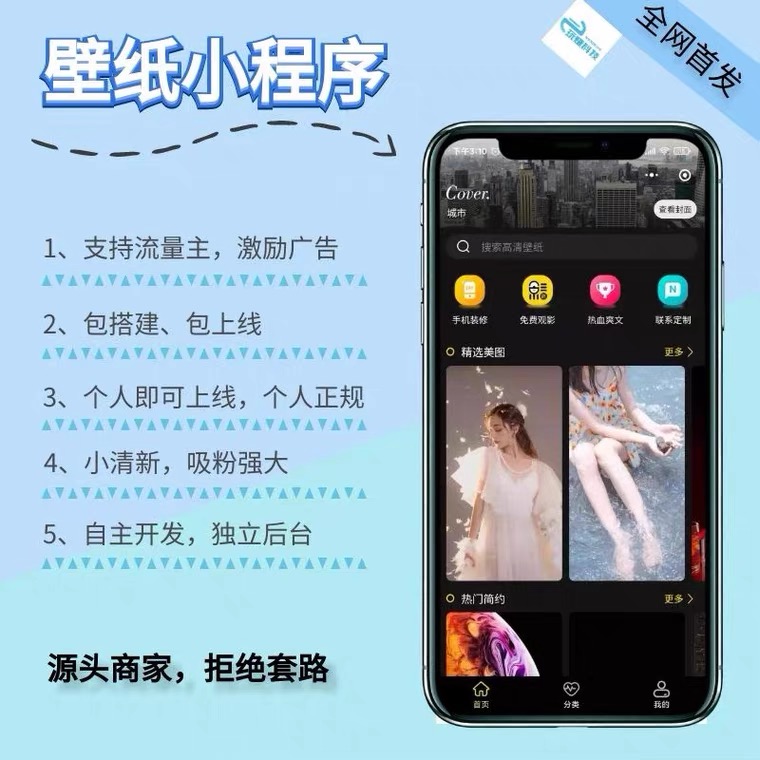 壁纸小程序
全网首发
1、支持流量主，激励广告
2、包搭建、包上线
3、个人即可上线，个人正规
4、小清新，吸粉强大
5、自主开发，独立后台
源头商家，拒绝套路
下午3:10
Cover.
城市
查看封面
搜索高清壁纸
手机装修 免费观影 热血爽文 联系定制
精选美图 更多
热门简约 更多
首页 分类 我的